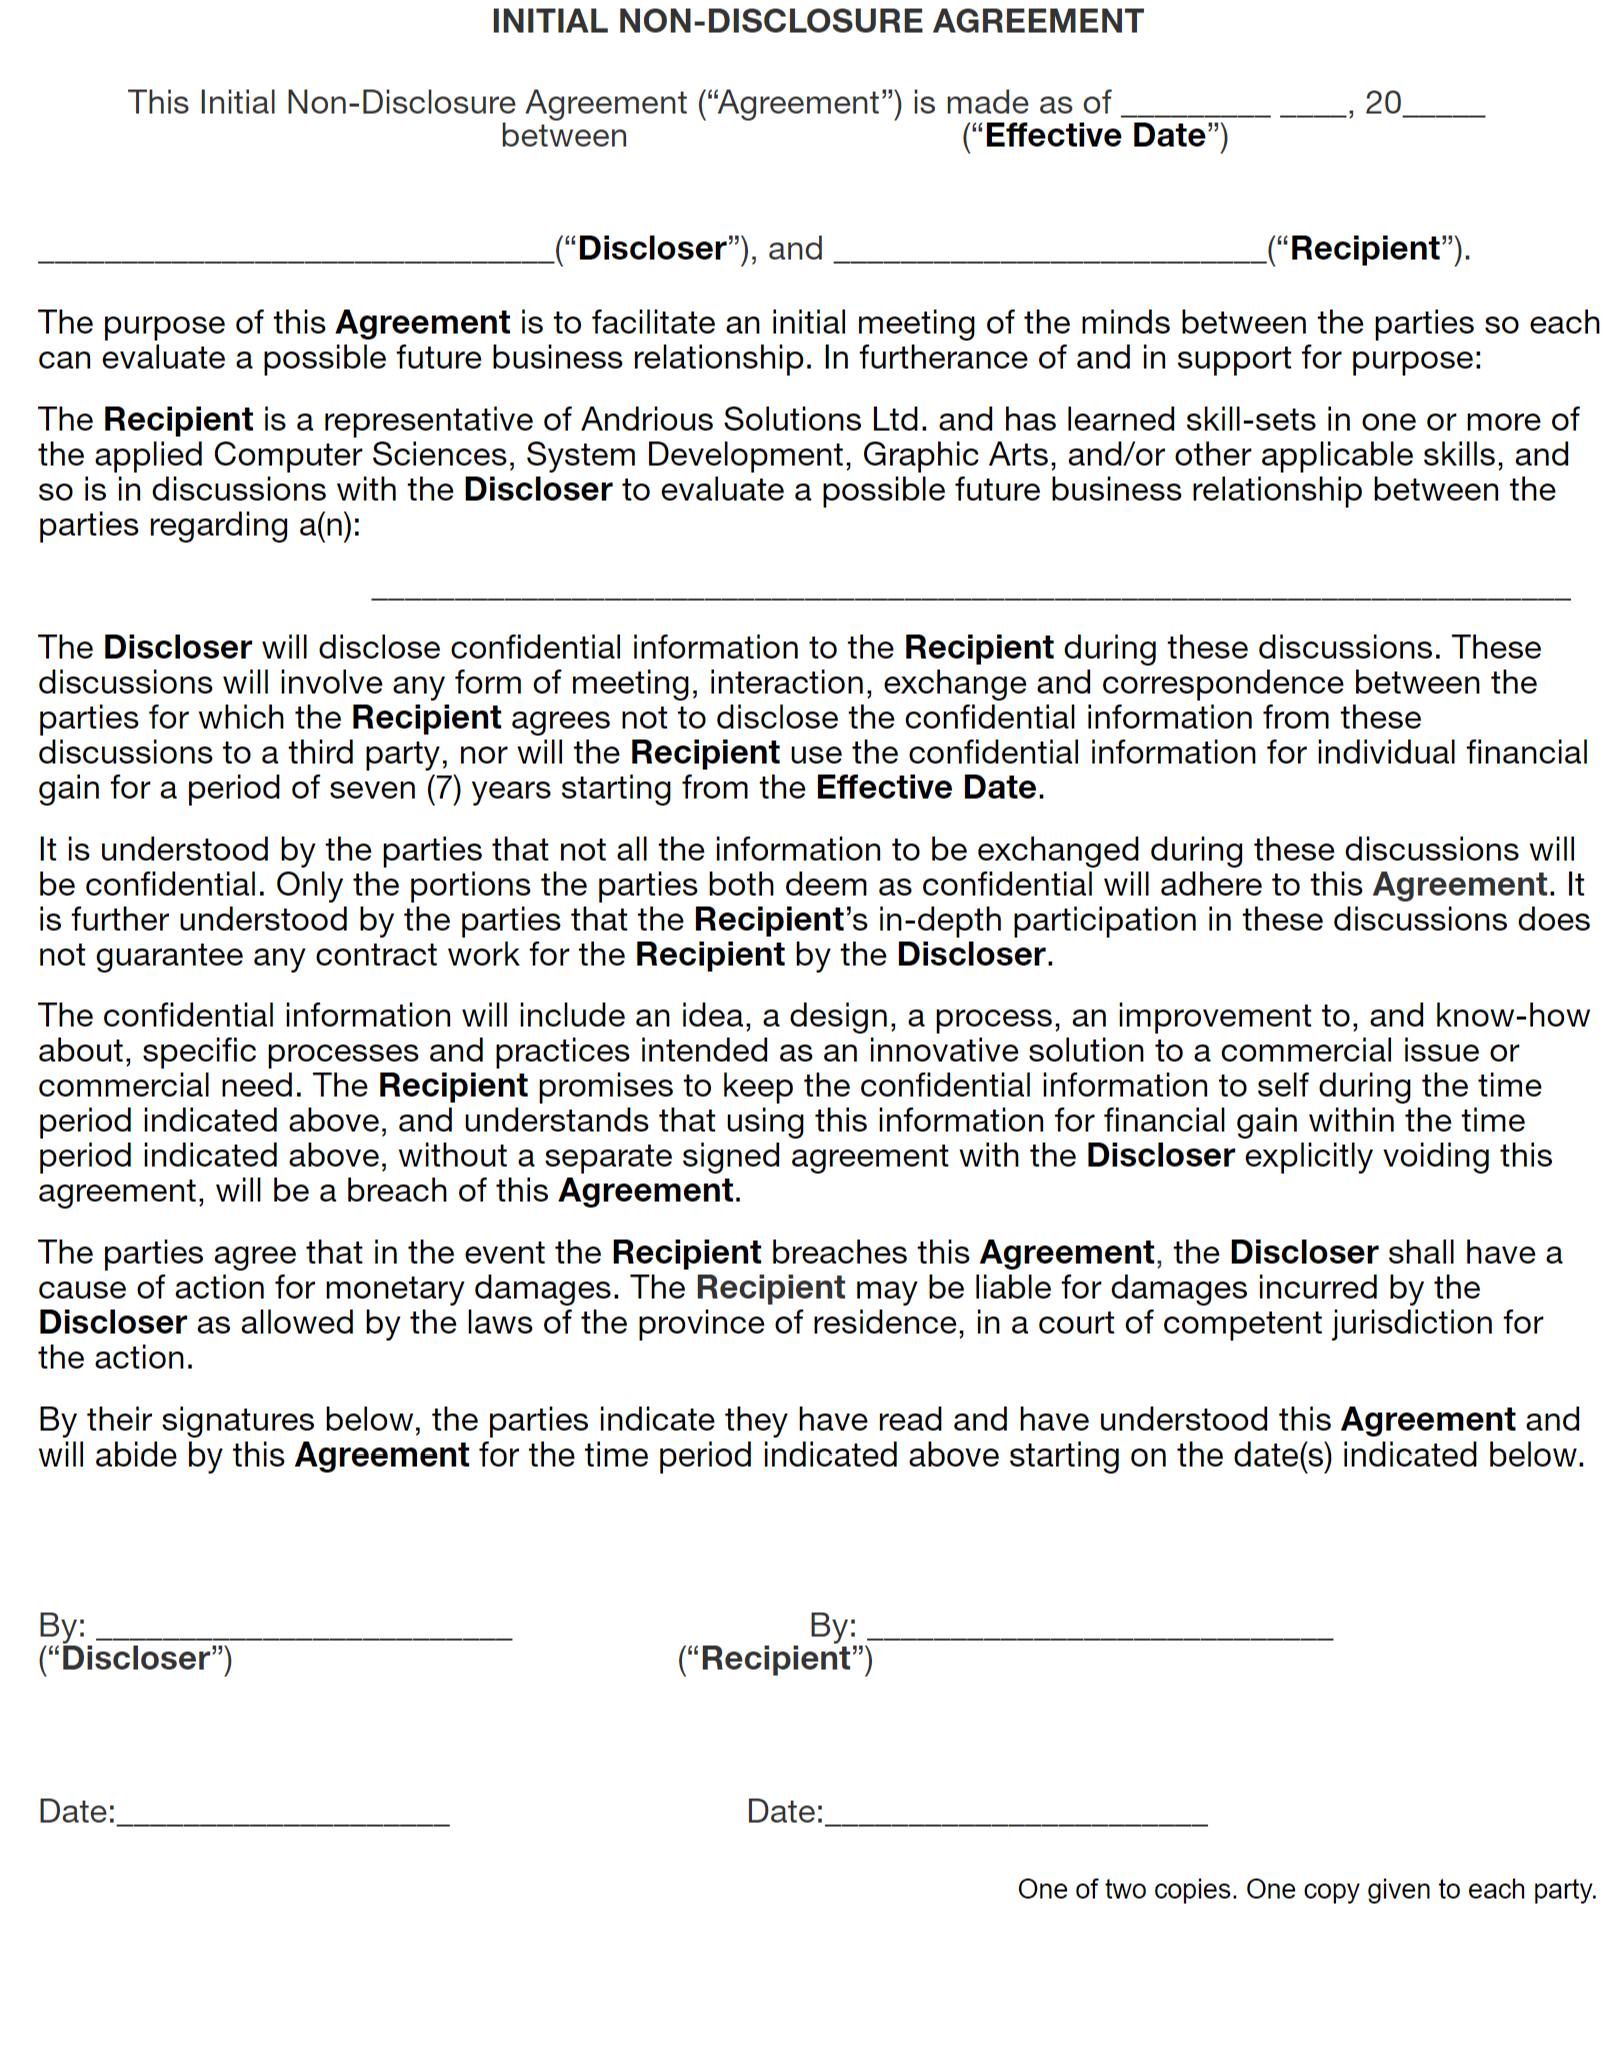 INITIAL NON-DISCLOSURE AGREEMENT
This Initial Non-Disclosure Agreement (“Agreement”) is made as of _________ ____, 20_____
between (“Effective Date”)
_______________________________(“Discloser”), and __________________________(“Recipient”).
The purpose of this Agreement is to facilitate an initial meeting of the minds between the parties so each
can evaluate a possible future business relationship. In furtherance of and in support for purpose:
The Recipient is a representative of Andrious Solutions Ltd. and has learned skill-sets in one or more of
the applied Computer Sciences, System Development, Graphic Arts, and/or other applicable skills, and
so is in discussions with the Discloser to evaluate a possible future business relationship between the
parties regarding a(n):
________________________________________________________________________
The Discloser will disclose confidential information to the Recipient during these discussions. These
discussions will involve any form of meeting, interaction, exchange and correspondence between the
parties for which the Recipient agrees not to disclose the confidential information from these
discussions to a third party, nor will the Recipient use the confidential information for individual financial
gain for a period of seven (7) years starting from the Effective Date.
It is understood by the parties that not all the information to be exchanged during these discussions will
be confidential. Only the portions the parties both deem as confidential will adhere to this Agreement. It
is further understood by the parties that the Recipient’s in-depth participation in these discussions does
not guarantee any contract work for the Recipient by the Discloser.
The confidential information will include an idea, a design, a process, an improvement to, and know-how
about, specific processes and practices intended as an innovative solution to a commercial issue or
commercial need. The Recipient promises to keep the confidential information to self during the time
period indicated above, and understands that using this information for financial gain within the time
period indicated above, without a separate signed agreement with the Discloser explicitly voiding this
agreement, will be a breach of this Agreement.
The parties agree that in the event the Recipient breaches this Agreement, the Discloser shall have a
cause of action for monetary damages. The Recipient may be liable for damages incurred by the
Discloser as allowed by the laws of the province of residence, in a court of competent jurisdiction for
the action.
By their signatures below, the parties indicate they have read and have understood this Agreement and
will abide by this Agreement for the time period indicated above starting on the date(s) indicated below.
By: _________________________ By: ____________________________
(“Discloser”) (“Recipient”)
Date:____________________ Date:_______________________
One of two copies. One copy given to each party.